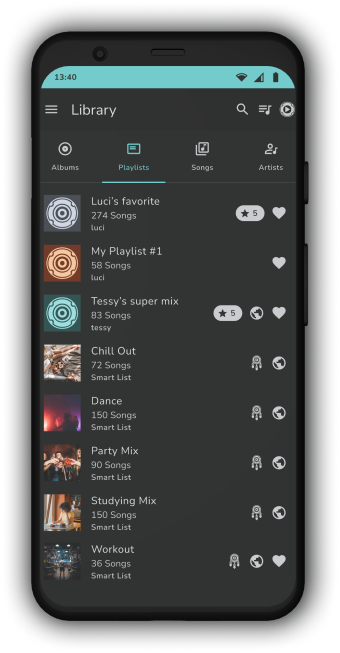 13:40
Library
Albums
Playlists
Songs
Artists
Luci's favorite
274 Songs
luci
5
My Playlist #1
58 Songs
luci
Tessy's super mix
83 Songs
tessy
5
Chill Out
72 Songs
Smart List
Dance
150 Songs
Smart List
Party Mix
90 Songs
Smart List
Studying Mix
150 Songs
Smart List
Workout
36 Songs
Smart List